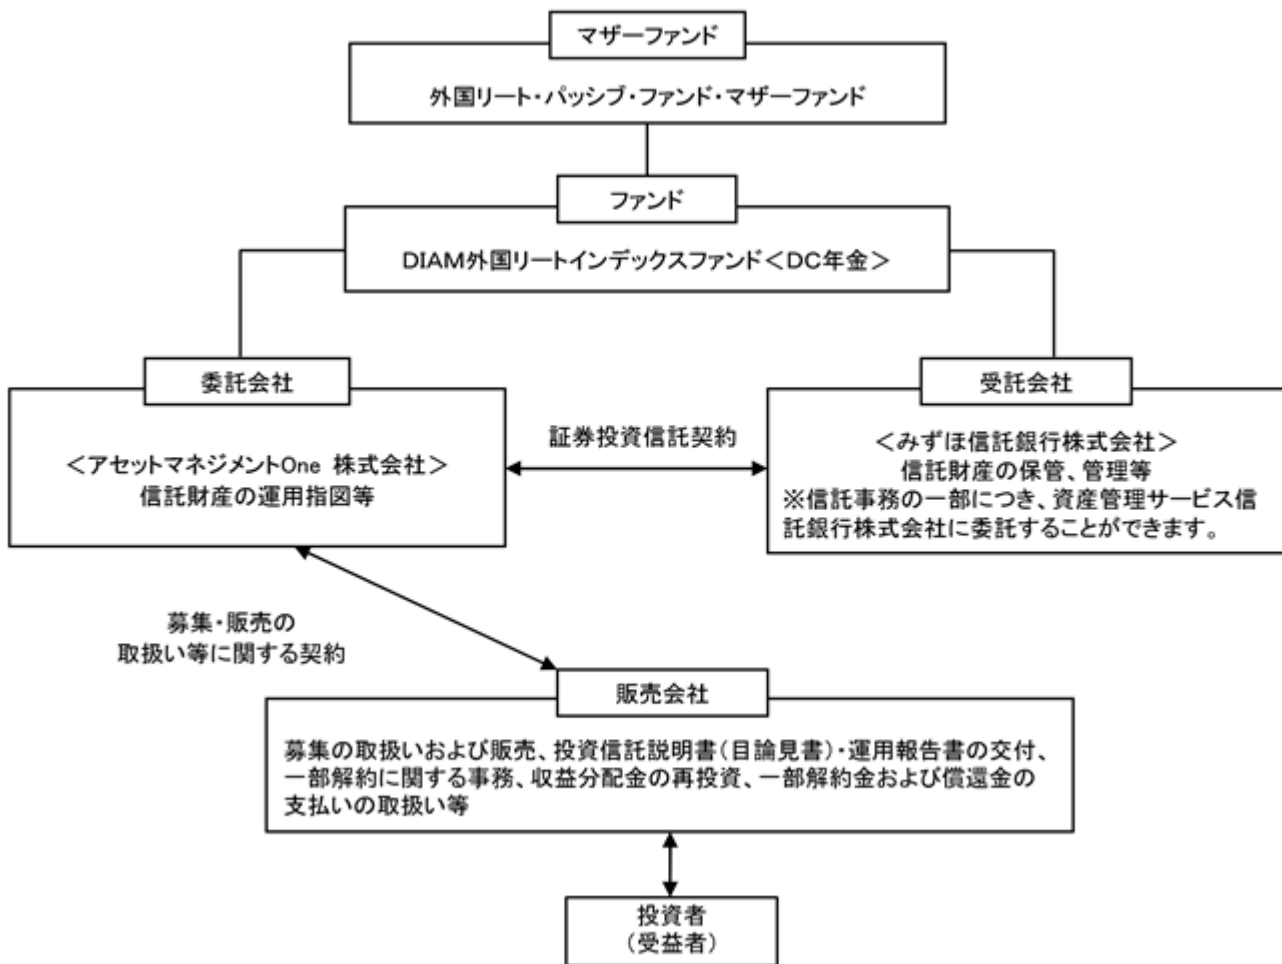 マザーファンド
外国リート・パッシブ・ファンド・マザーファンド
ファンド
DIAM外国リートインデックスファンド＜DC年金＞
委託会社
＜アセットマネジメントOne 株式会社＞
信託財産の運用指図等
証券投資信託契約
受託会社
＜みずほ信託銀行株式会社＞
信託財産の保管、管理等
※信託事務の一部につき、資産管理サービス信
託銀行株式会社に委託することができます。
募集・販売の
取扱い等に関する契約
販売会社
募集の取扱いおよび販売、投資信託説明書（目論見書）・運用報告書の交付、
一部解約に関する事務、収益分配金の再投資、一部解約金および償還金の
支払いの取扱い等
投資者
（受益者）